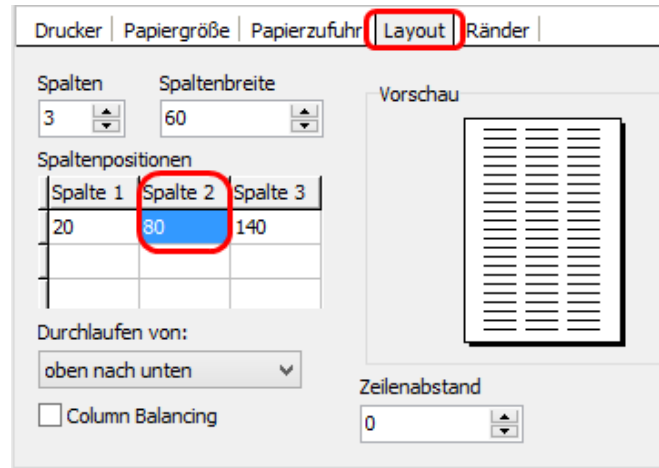 Drucker Papiergröße Papierzufuhr Layout Ränder
Spalten Spaltenbreite
3 60
Vorschau
Spaltenpositionen
Spalte 1 Spalte 2 Spalte 3
20 80 140
Durchlaufen von:
oben nach unten
Column Balancing
Zeilenabstand
0